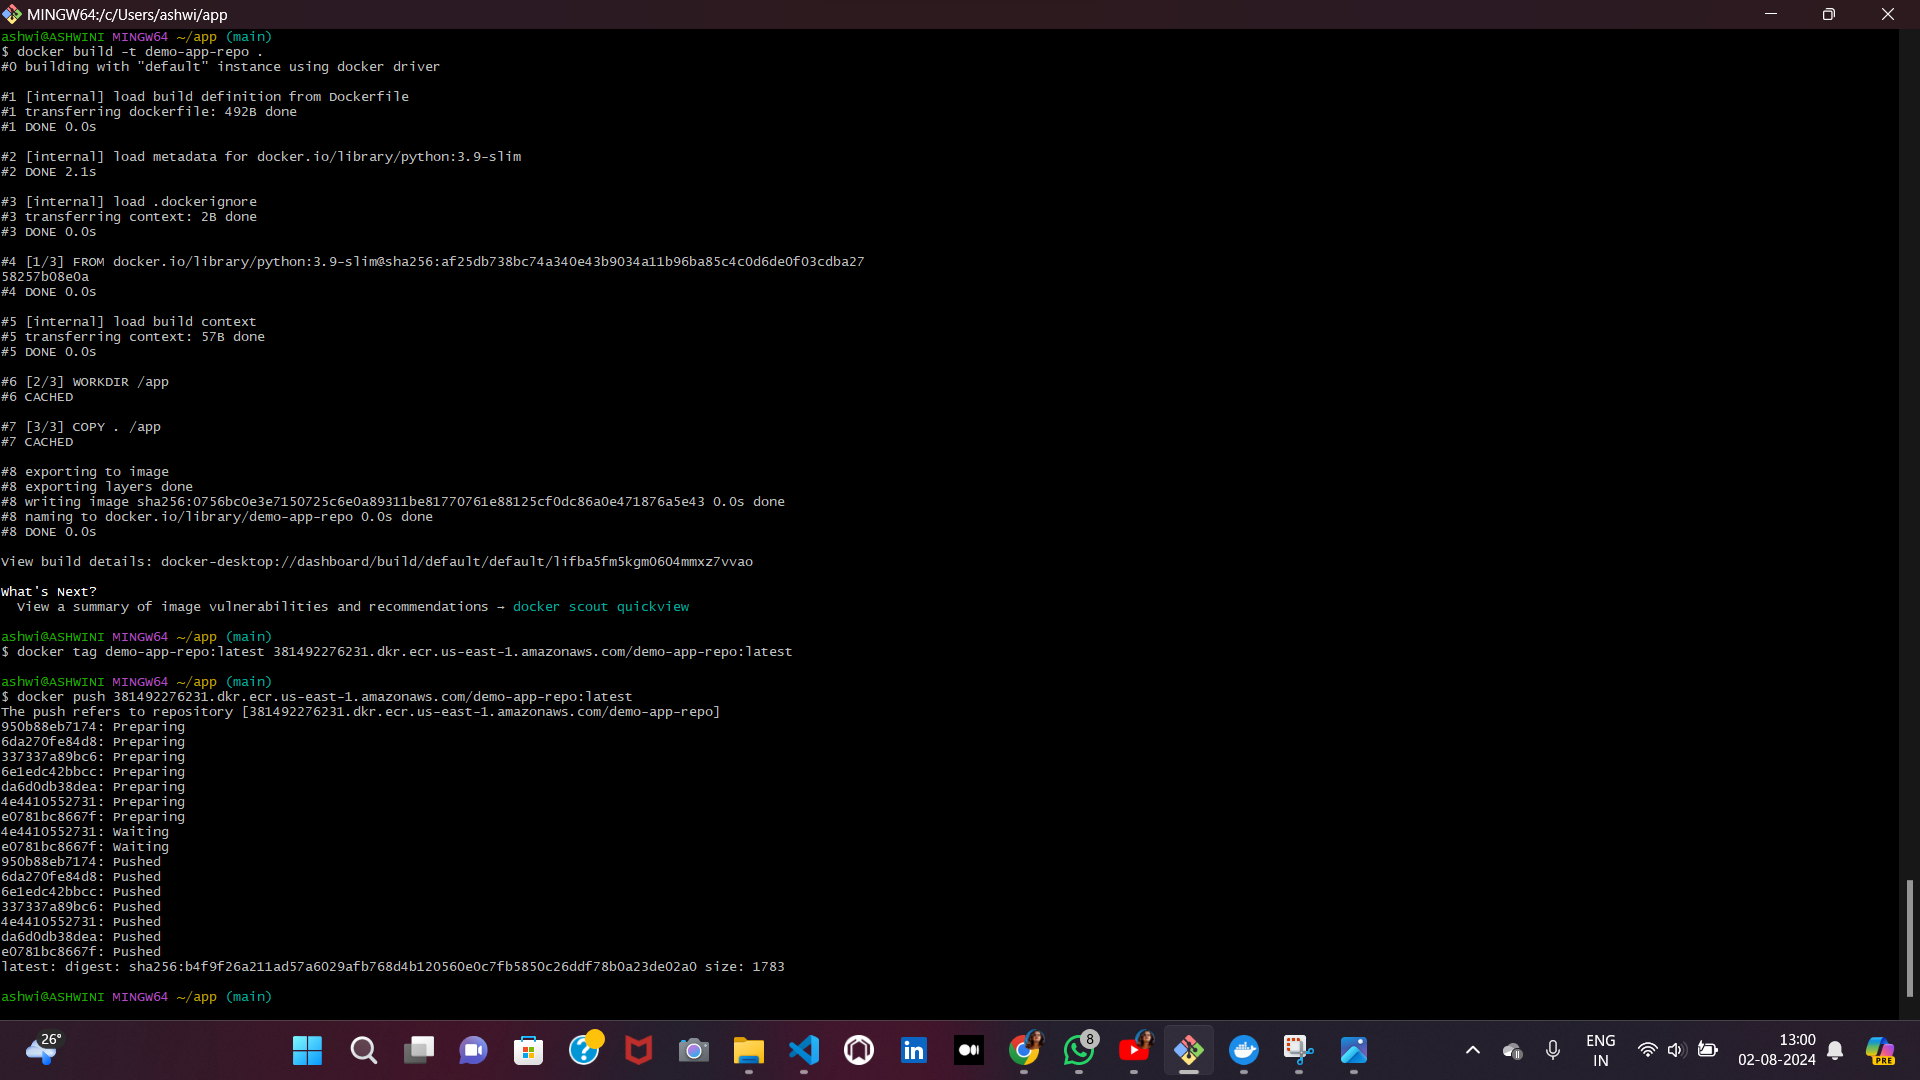 MINGW64:/c/Users/ashwi/app
ashwi@ASHWINI MINGW64 ~/app (main)
$ docker build -t demo-app-repo .
#0 building with "default" instance using docker driver
#1 [internal] load build definition from Dockerfile
#1 transferring dockerfile: 492B done
#1 DONE 0.0s
#2 [internal] load metadata for docker.io/library/python:3.9-slim
#2 DONE 2.1s
#3 [internal] load .dockerignore
#3 transferring context: 2B done
#3 DONE 0.0s
#4 [1/3] FROM docker.io/library/python:3.9-slim@sha256:af25db738bc74a340e43b9034a11b96ba85c4c0d6de0f03cdba27
58257b08e0a
#4 DONE 0.0s
#5 [internal] load build context
#5 transferring context: 57B done
#5 DONE 0.0s
#6 [2/3] WORKDIR /app
#6 CACHED
#7 [3/3] COPY . /app
#7 CACHED
#8 exporting to image
#8 exporting layers done
#8 writing image sha256:0756bc0e3e7150725c6e0a89311be81770761e88125cf0dc86a0e471876a5e43 0.0s done
#8 naming to docker.io/library/demo-app-repo 0.0s done
#8 DONE 0.0s
View build details: docker-desktop://dashboard/build/default/default/lifba5fm5kgm0604mmxz7vvao
What's Next?
View a summary of image vulnerabilities and recommendations → docker scout quickview
ashwi@ASHWINI MINGW64 ~/app (main)
$ docker tag demo-app-repo:latest 381492276231.dkr.ecr.us-east-1.amazonaws.com/demo-app-repo:latest
ashwi@ASHWINI MINGW64 ~/app (main)
$ docker push 381492276231.dkr.ecr.us-east-1.amazonaws.com/demo-app-repo:latest
The push refers to repository [381492276231.dkr.ecr.us-east-1.amazonaws.com/demo-app-repo]
950b88eb7174: Preparing
6da270fe84d8: Preparing
337337a89bc6: Preparing
6e1edc42bbcc: Preparing
da6d0db38dea: Preparing
4e4410552731: Preparing
e0781bc8667f: Preparing
4e4410552731: Waiting
e0781bc8667f: Waiting
950b88eb7174: Pushed
6da270fe84d8: Pushed
6e1edc42bbcc: Pushed
337337a89bc6: Pushed
4e4410552731: Pushed
da6d0db38dea: Pushed
e0781bc8667f: Pushed
latest: digest: sha256:b4f9f26a211ad57a6029afb768d4b120560e0c7fb5850c26ddf78b0a23de02a0 size: 1783
ashwi@ASHWINI MINGW64 ~/app (main)
26°
8
ENG
IN
13:00
02-08-2024
PRE